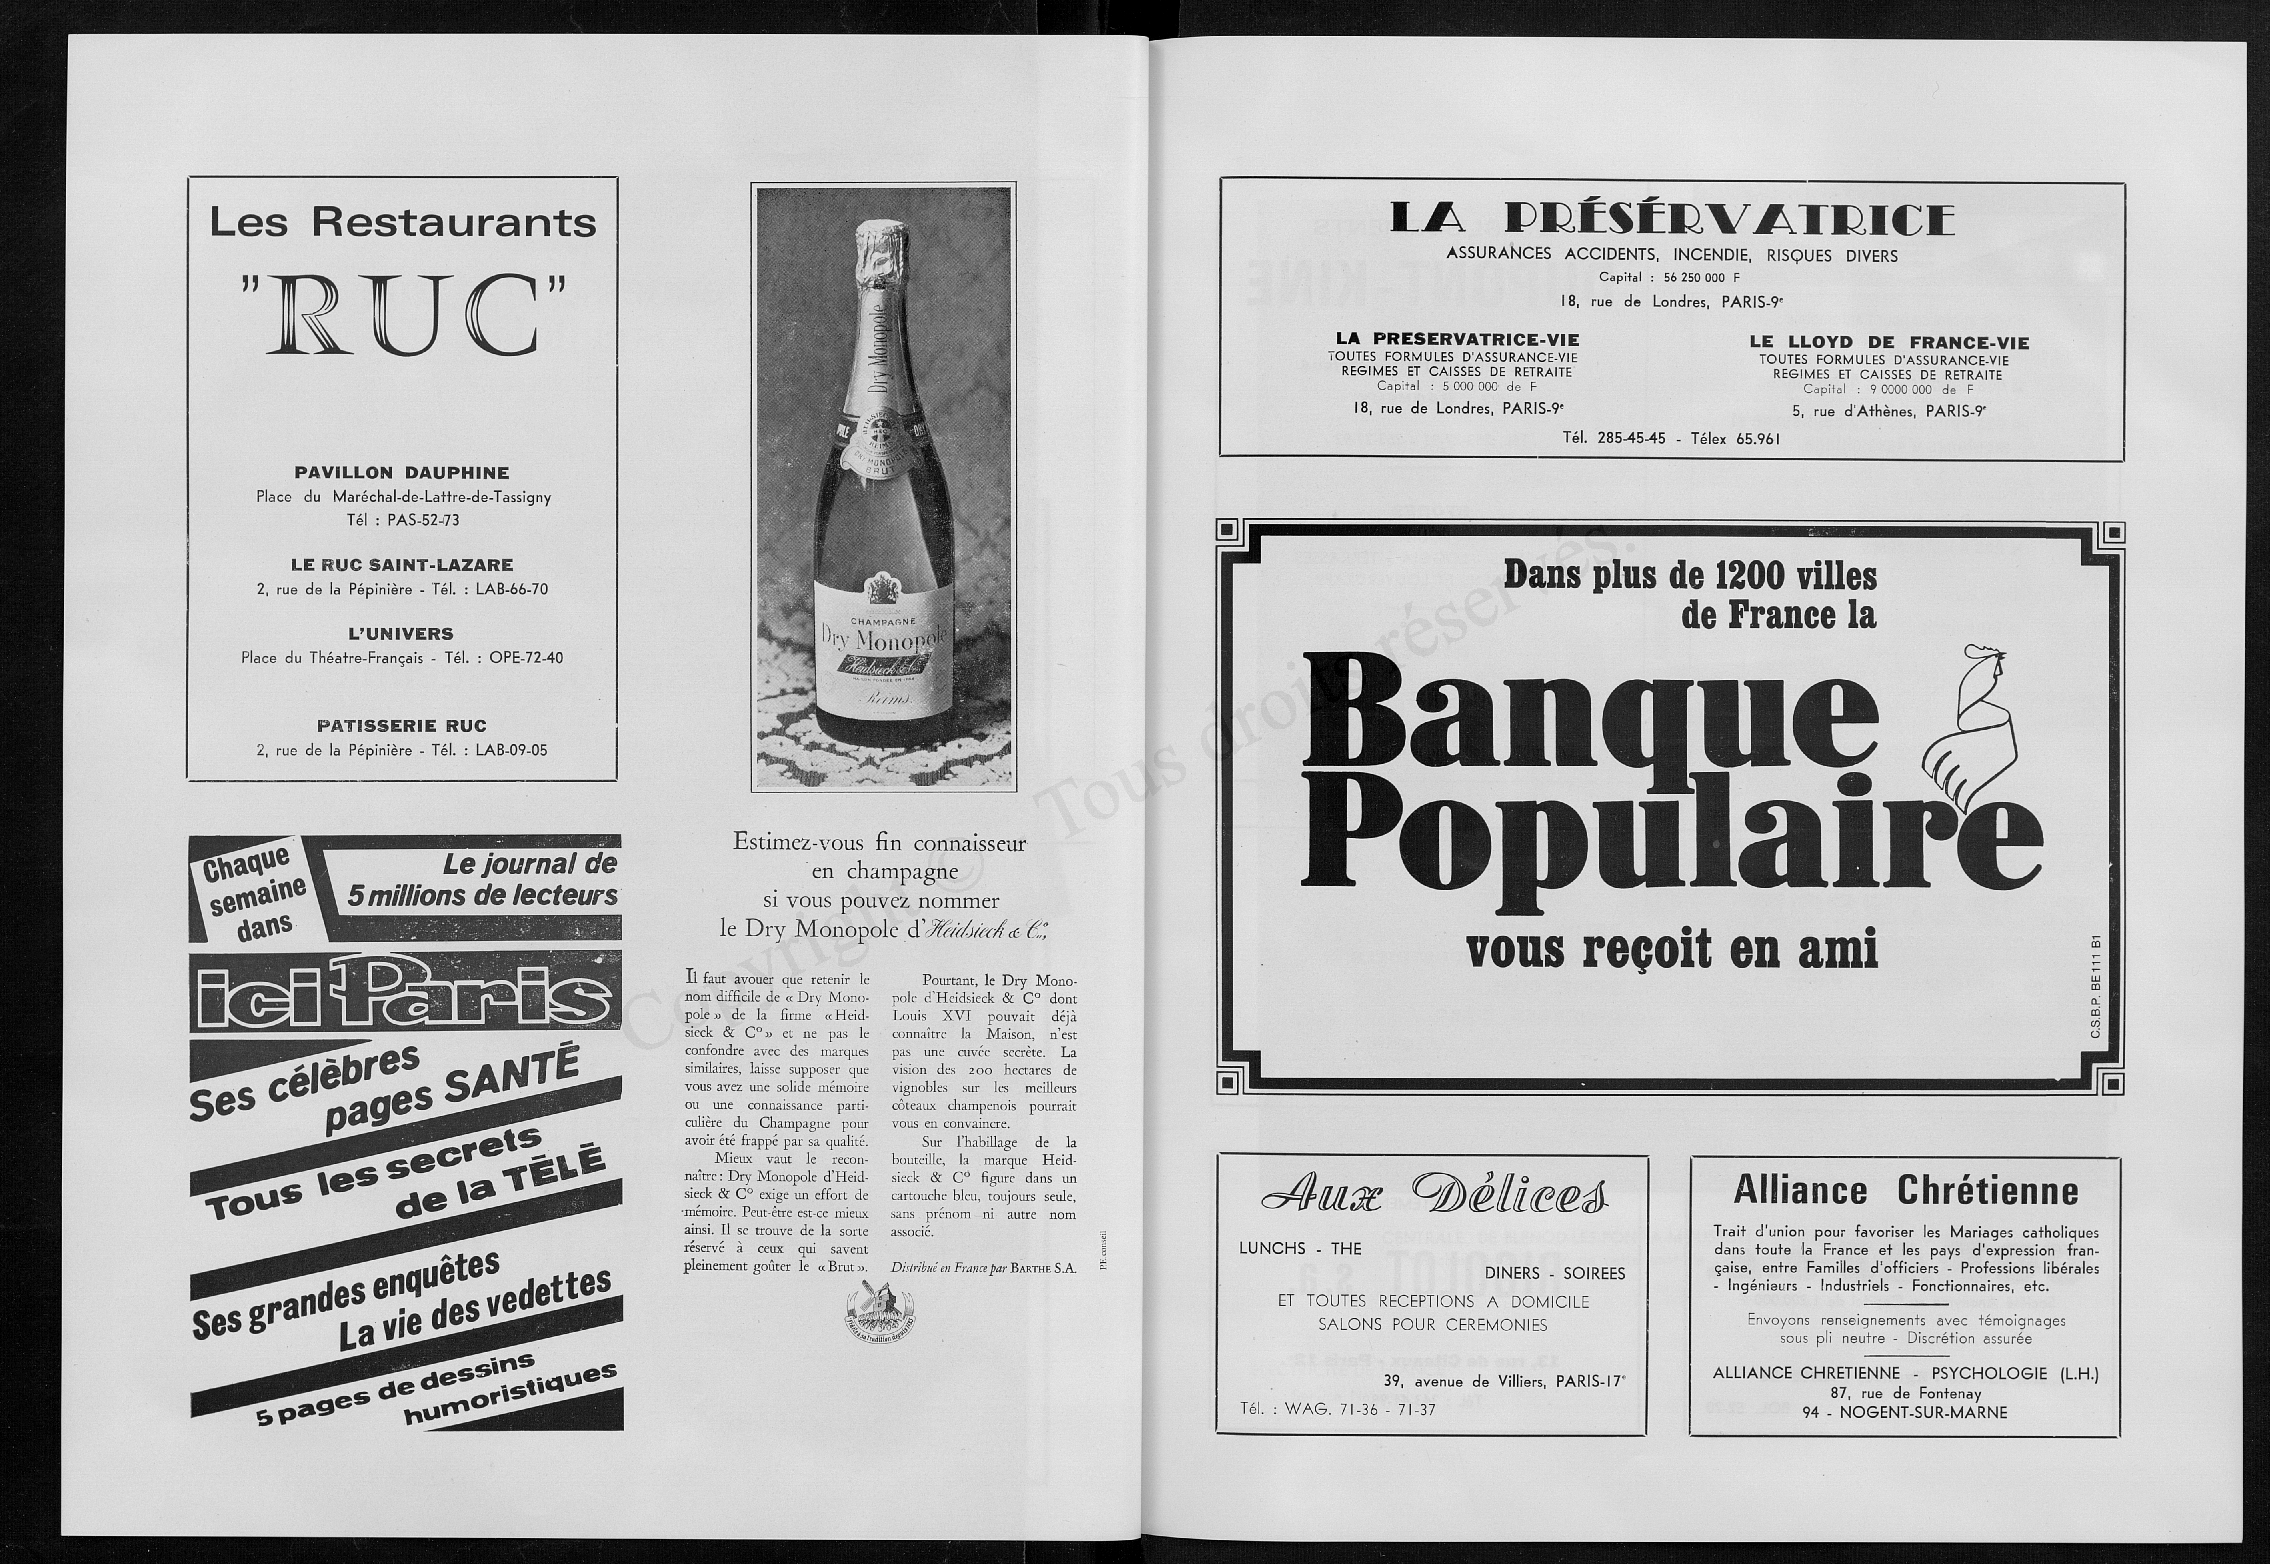 Les Restaurants
"RUC"
PAVILLON DAUPHINE
Place du Maréchal-de-Lattre-de-Tassigny
Tél : PAS-52-73
LE RUC SAINT-LAZARE
2, rue de la Pépinière - Tél. : LAB-66-70
L'UNIVERS
Place du Théatre-Français - Tél. : OPE-72-40
PATISSERIE RUC
2, rue de la Pépinière - Tél. : LAB-09-05
Chaque
semaine
dans
Le journal de
5 millions de lecteurs
ici Paris
Ses célèbres
pages SANTÉ
Tous les secrets
de la TÉLÉ
Ses grandes enquêtes
La vie des vedettes
5 pages de dessins
humoristiques
Dry Monopole
BRUT
CHAMPAGNE
Dry Monopole
Heidsieck & Co
Reims
Estimez-vous fin connaisseur
en champagne
si vous pouvez nommer
le Dry Monopole d'Heidsieck & Co,
Il faut avouer que retenir le
nom difficile de « Dry Mono-
pole » de la firme « Heid-
sieck & Cº » et ne pas le
confondre avec des marques
similaires, laisse supposer que
vous avez une solide mémoire
ou une connaissance parti-
culière du Champagne pour
avoir été frappé par sa qualité.
Mieux vaut le recon-
naître : Dry Monopole d'Heid-
sieck & Cº exige un effort de
mémoire. Peut-être est-ce mieux
ainsi. Il se trouve de la sorte
réservé à ceux qui savent
pleinement goûter le « Brut ».
Pourtant, le Dry Mono-
pole d'Heidsieck & Cº dont
Louis XVI pouvait déjà
connaître la Maison, n'est
pas une cuvée secrète. La
vision des 200 hectares de
vignobles sur les meilleurs
côteaux champenois pourrait
vous en convaincre.
Sur l'habillage de la
bouteille, la marque Heid-
sieck & Cº figure dans un
cartouche bleu, toujours seule,
sans prénom ni autre nom
associé.
Distribué en France par BARTHE S.A.
PF conseil
LA PRÉSÉRVATRICE
ASSURANCES ACCIDENTS, INCENDIE, RISQUES DIVERS
Capital : 56 250 000 F
18, rue de Londres, PARIS-9e
LA PRESERVATRICE-VIE
TOUTES FORMULES D'ASSURANCE-VIE
REGIMES ET CAISSES DE RETRAITE
Capital : 5 000 000 de F
18, rue de Londres, PARIS-9e
LE LLOYD DE FRANCE-VIE
TOUTES FORMULES D'ASSURANCE-VIE
REGIMES ET CAISSES DE RETRAITE
Capital : 9 0000 000 de F
5, rue d'Athènes, PARIS-9e
Tél. 285-45-45 - Télex 65.961
Dans plus de 1200 villes
de France la
Banque
Populaire
vous reçoit en ami
C.S.B.P. BE 111 B1
Aux Délices
LUNCHS - THE
DINERS - SOIREES
ET TOUTES RECEPTIONS A DOMICILE
SALONS POUR CEREMONIES
39, avenue de Villiers, PARIS-17e
Tél. : WAG. 71-36 - 71-37
Alliance Chrétienne
Trait d'union pour favoriser les Mariages catholiques
dans toute la France et les pays d'expression fran-
çaise, entre Familles d'officiers - Professions libérales
- Ingénieurs - Industriels - Fonctionnaires, etc.
Envoyons renseignements avec témoignages
sous pli neutre - Discrétion assurée
ALLIANCE CHRETIENNE - PSYCHOLOGIE (L.H.)
87, rue de Fontenay
94 - NOGENT-SUR-MARNE
Copyright © - Tous droits réservés.